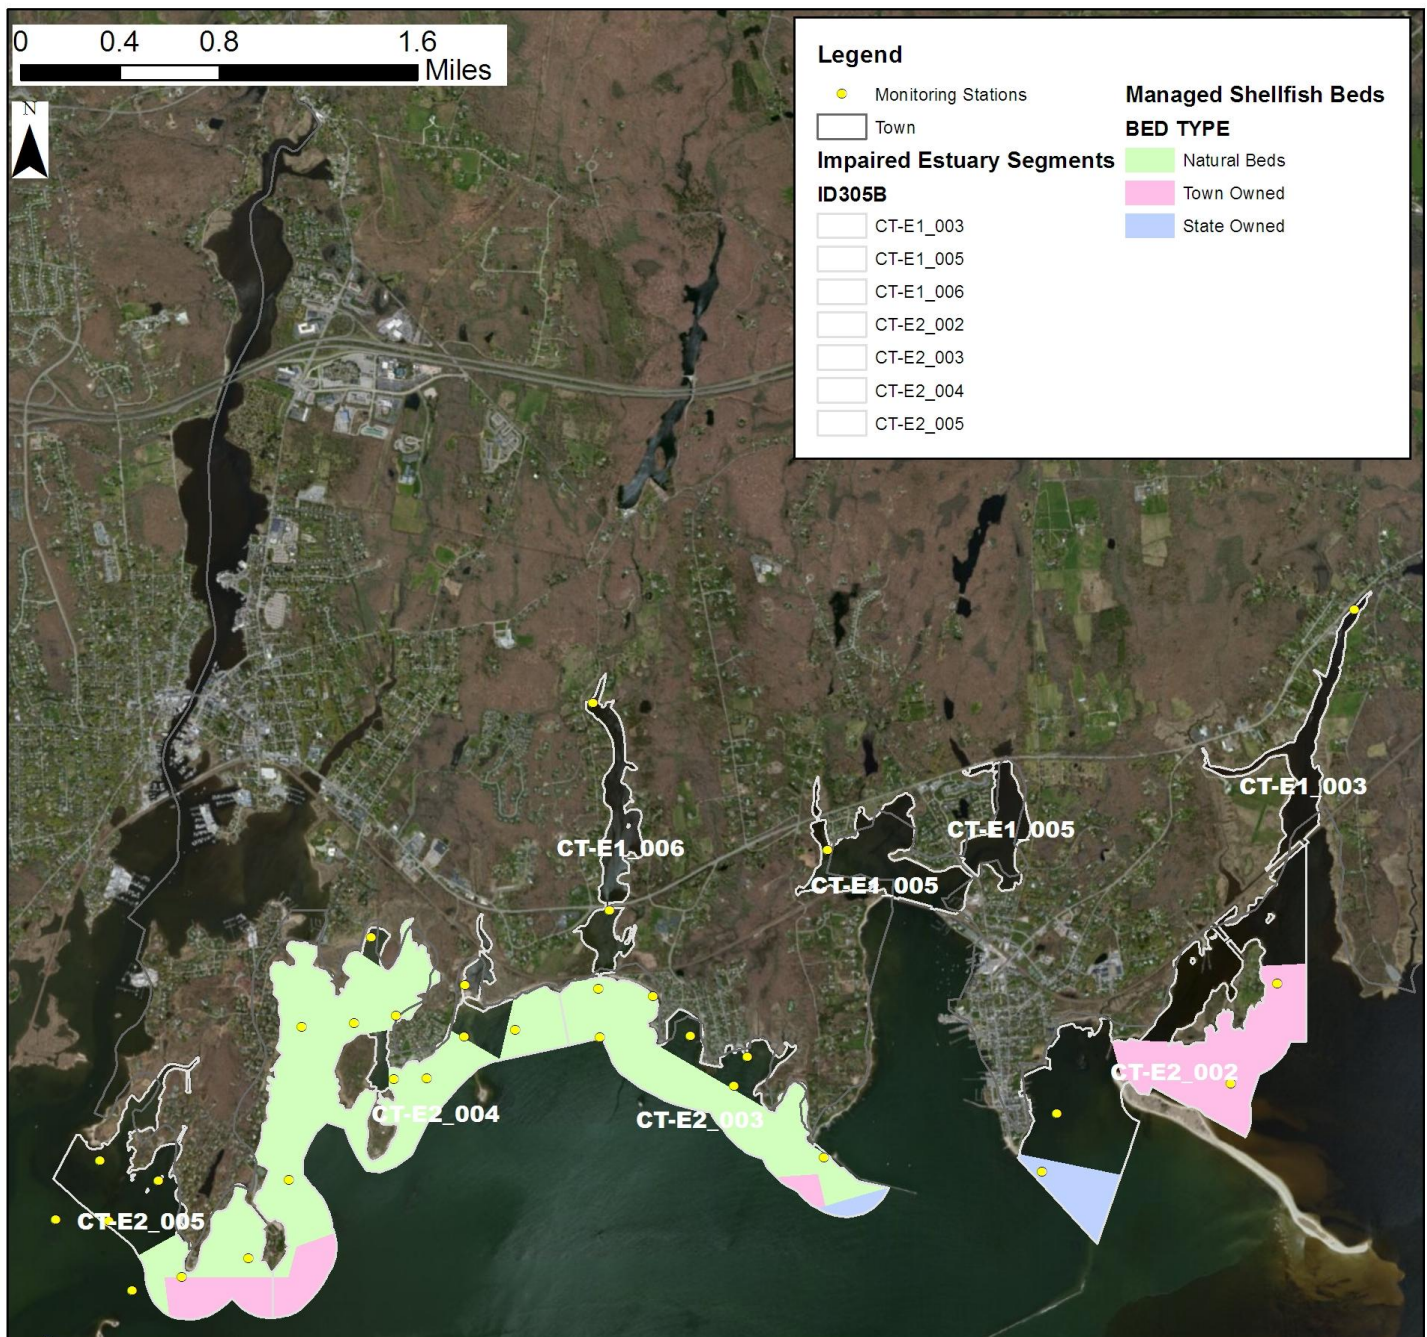 0 0.4 0.8 1.6
Miles
N
Legend
Monitoring Stations
Town
Impaired Estuary Segments
ID305B
CT-E1_003
CT-E1_005
CT-E1_006
CT-E2_002
CT-E2_003
CT-E2_004
CT-E2_005
Managed Shellfish Beds
BED TYPE
Natural Beds
Town Owned
State Owned
CT-E1_003
CT-E1_005
CT-E1_006
CT-E1_005
CT-E2_002
CT-E2_004
CT-E2_003
CT-E2_005